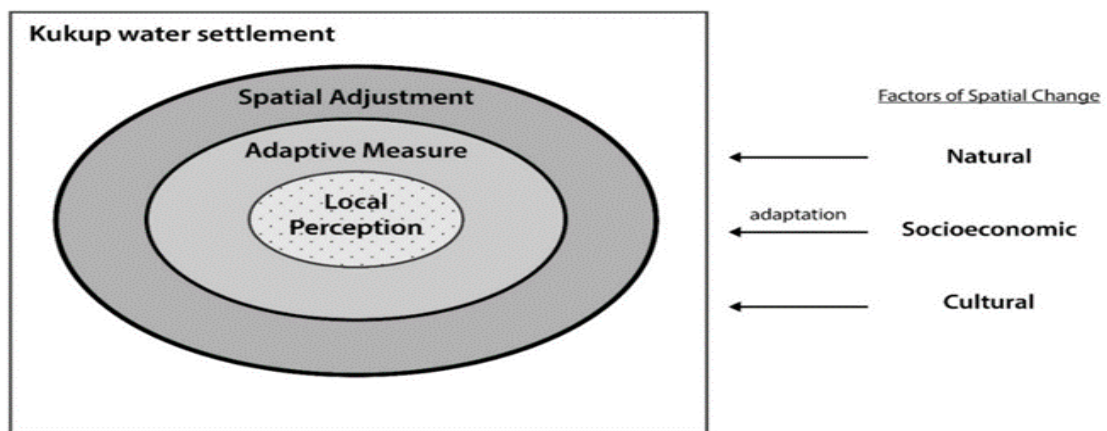 Kukup water settlement
Spatial Adjustment
Adaptive Measure
Local
Perception
Factors of Spatial Change
Natural
adaptation
Socioeconomic
Cultural